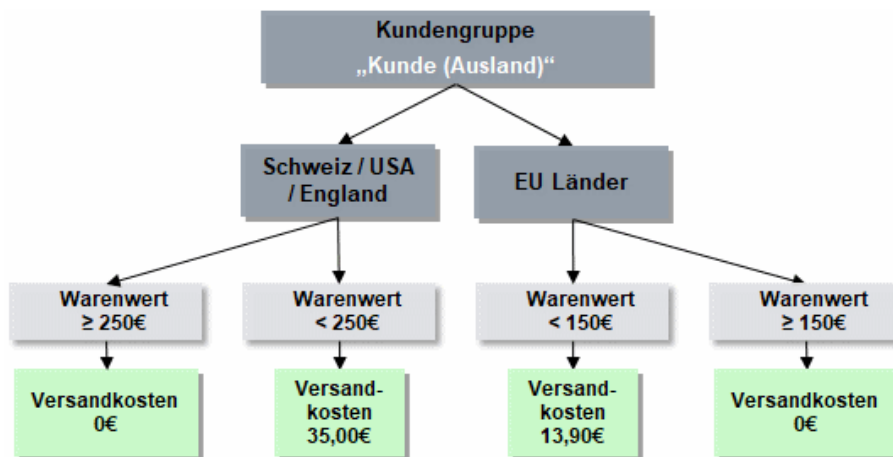 Kundengruppe
„Kunde (Ausland)“
Schweiz / USA
/ England
EU Länder
Warenwert
≥ 250€
Warenwert
< 250€
Warenwert
< 150€
Warenwert
≥ 150€
Versandkosten
0€
Versand-
kosten
35,00€
Versand-
kosten
13,90€
Versandkosten
0€